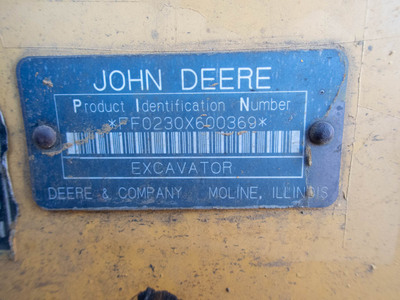 JOHN DEERE
Product Identification Number
*FF0230X600369*
EXCAVATOR
DEERE & COMPANY MOLINE, ILLINOIS